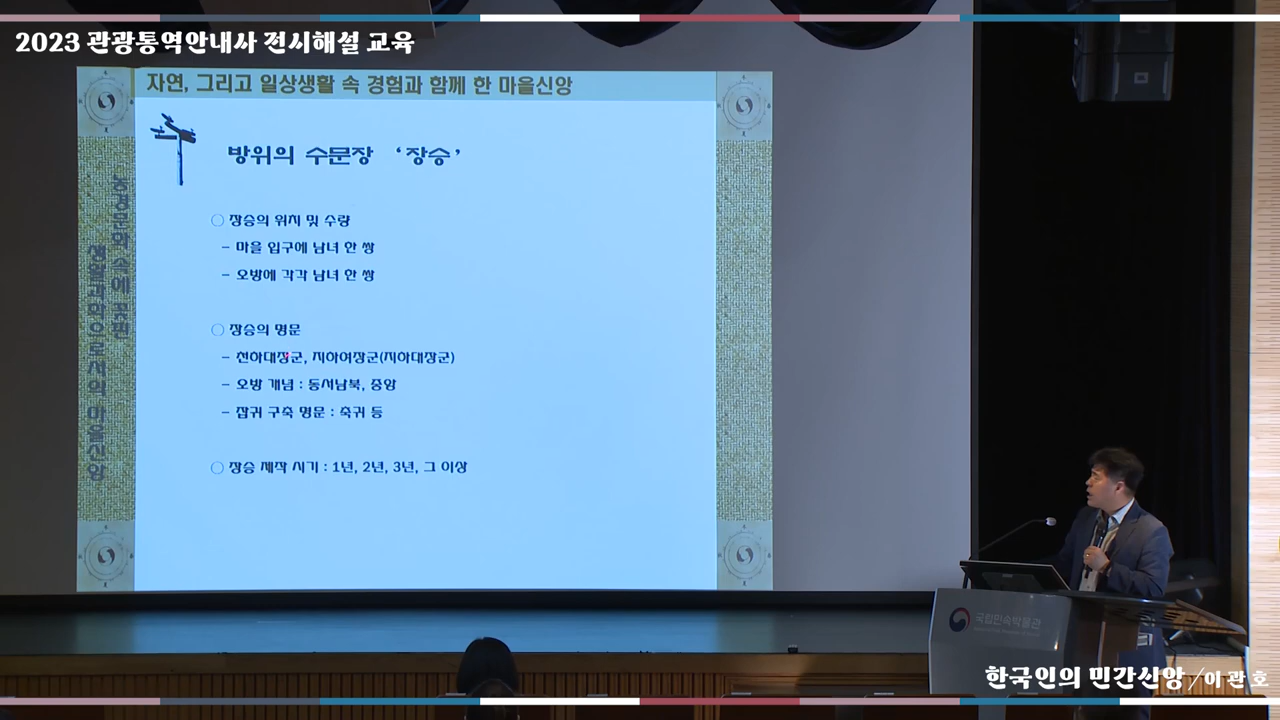 2023 관광통역안내사 전시해설 교육
자연, 그리고 일상생활 속 경험과 함께 한 마을신앙
방위의 수문장 ‘장승’
○ 장승의 위치 및 수량
- 마을 입구에 남녀 한 쌍
- 오방에 각각 남녀 한 쌍
○ 장승의 명문
- 천하대장군, 지하여장군(지하대장군)
- 오방 개념 : 동서남북, 중앙
- 잡귀 구축 명문 : 축귀 등
○ 장승 제작 시기 : 1년, 2년, 3년, 그 이상
국립민속박물관
한국인의 민간신앙 / 이관호